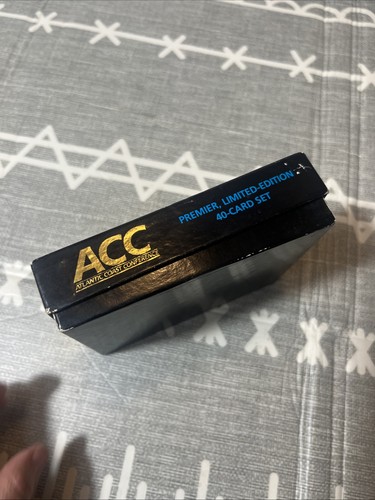 ACC
ATLANTIC COAST CONFERENCE
PREMIER, LIMITED-EDITION
40-CARD SET